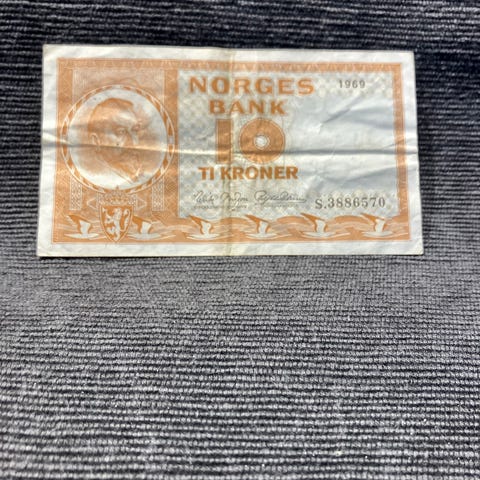 NORGES
1969
BANK
10
TI KRONER
S.3886570